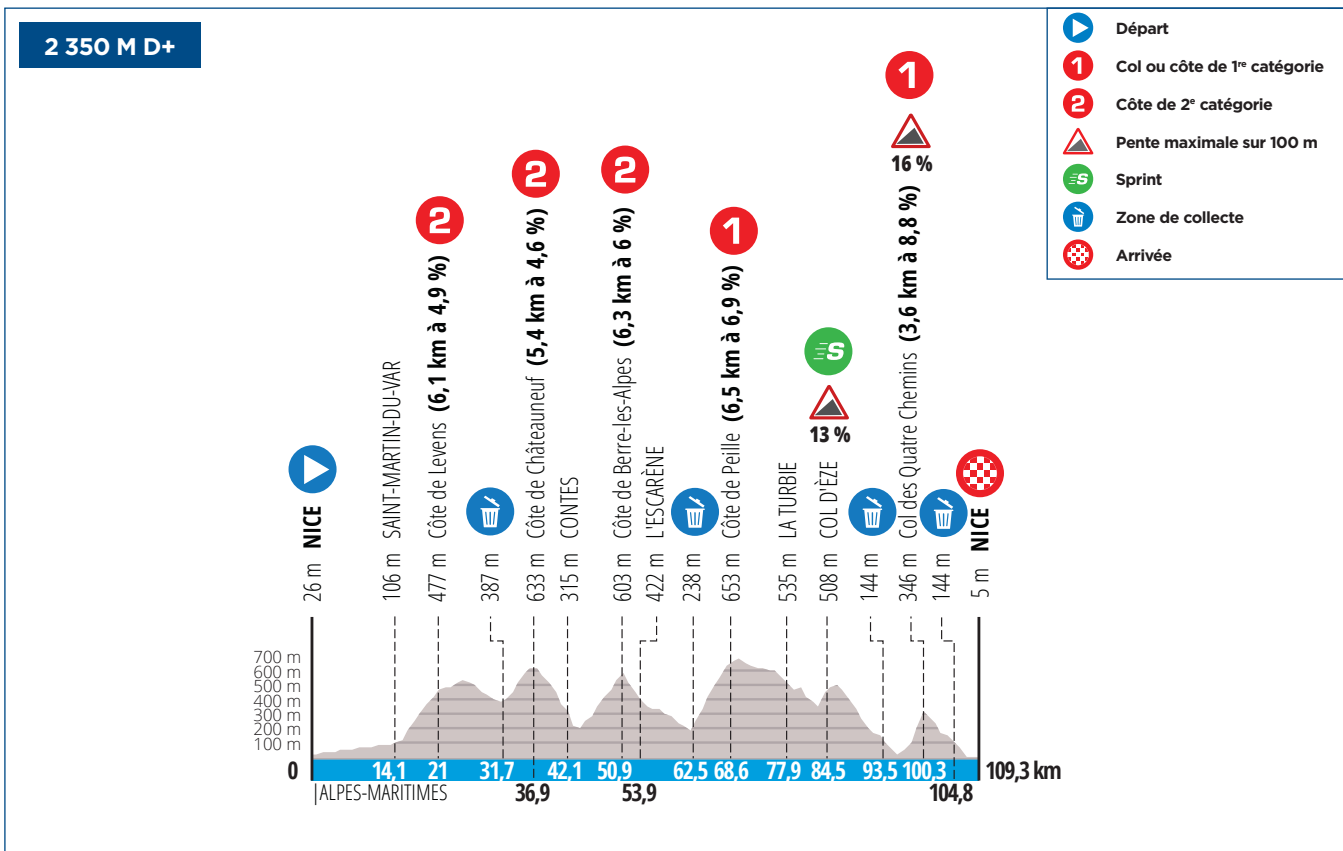 2 350 M D+
Départ
1 Col ou côte de 1re catégorie
2 Côte de 2e catégorie
Pente maximale sur 100 m
S Sprint
Zone de collecte
Arrivée
26 m NICE
106 m SAINT-MARTIN-DU-VAR
2
477 m Côte de Levens (6,1 km à 4,9 %)
387 m
2
633 m Côte de Châteauneuf (5,4 km à 4,6 %)
315 m CONTES
2
603 m Côte de Berre-les-Alpes (6,3 km à 6 %)
422 m L'ESCARÈNE
238 m
1
653 m Côte de Peille (6,5 km à 6,9 %)
535 m LA TURBIE
S
13 %
508 m COL D'ÈZE
144 m
1
16 %
346 m Col des Quatre Chemins (3,6 km à 8,8 %)
144 m
5 m NICE
700 m
600 m
500 m
400 m
300 m
200 m
100 m
0 14,1 21 31,7 42,1 50,9 62,5 68,6 77,9 84,5 93,5 100,3 109,3 km
|ALPES-MARITIMES 36,9 53,9 104,8